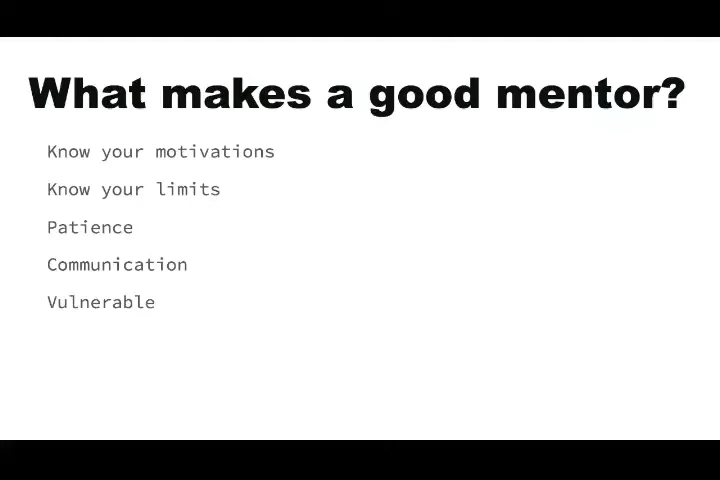 What makes a good mentor?
Know your motivations
Know your limits
Patience
Communication
Vulnerable